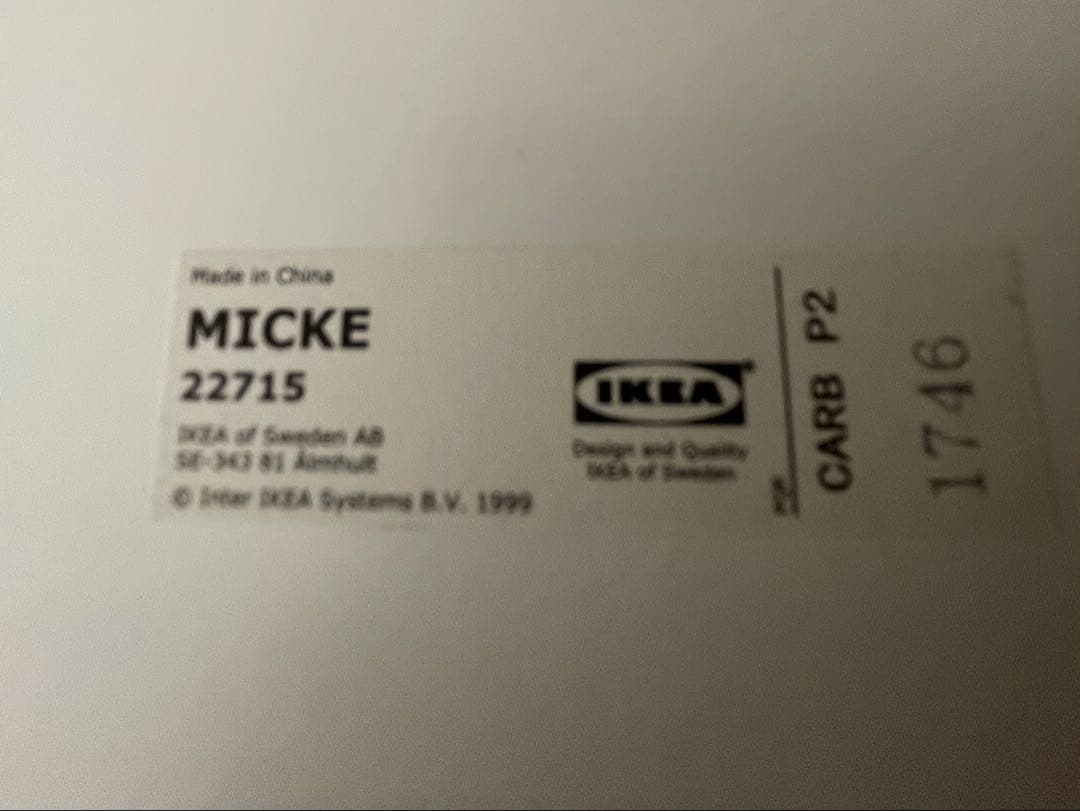 Made in China
MICKE
22715
IKEA of Sweden AB
SE-343 81 Älmhult
© Inter IKEA Systems B.V. 1999
IKEA
Design and Quality
IKEA of Sweden
CARB P2
1746